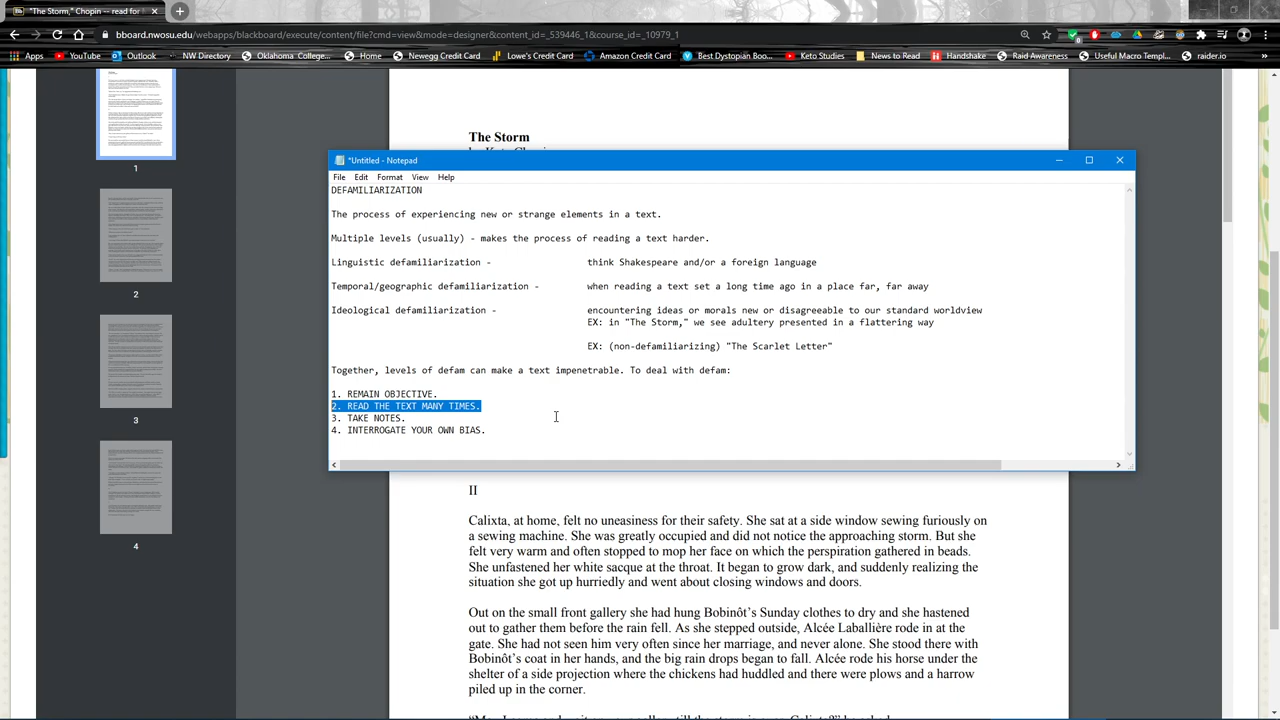 "The Storm," Chopin -- read for
bboard.nwosu.edu/webapps/blackboard/execute/content/file?cmd=view&mode=designer&content_id=_539446_1&course_id=_10979_1
Apps YouTube Outlook NW Directory Oklahoma College... Home Newegg Credit Card Lowe's Credit Card Amazon Credit Card Best Dystopian Boo... Keto Studies News to Read Handshake Raid Awareness Useful Macro Templ... raider.io
1
2
3
4
The Storm
*Untitled - Notepad
File Edit Format View Help
DEFAMILIARIZATION
The process of experiencing new or strange elements in a text.
Multiple levels (usually) - makes the process of reading a text harder.
Linguistic defamiliarization - think Shakespeare and/or a foreign language
Temporal/geographic defamiliarization - when reading a text set a long time ago in a place far, far away
Ideological defamiliarization - encountering ideas or morals new or disagreeable to our standard worldview
EX: in "The Storm," we see adultery presented in a flattering way
EX: (non-defamiliarizing) "The Scarlet Letter"
Together, levels of defam can make a text impenetrable. To deal with defam:
1. REMAIN OBJECTIVE.
2. READ THE TEXT MANY TIMES.
3. TAKE NOTES.
4. INTERROGATE YOUR OWN BIAS.
II
Calixta, at home, felt no uneasiness for their safety. She sat at a side window sewing furiously on
a sewing machine. She was greatly occupied and did not notice the approaching storm. But she
felt very warm and often stopped to mop her face on which the perspiration gathered in beads.
She unfastened her white sacque at the throat. It began to grow dark, and suddenly realizing the
situation she got up hurriedly and went about closing windows and doors.
Out on the small front gallery she had hung Bobinôt's Sunday clothes to dry and she hastened
out to gather them before the rain fell. As she stepped outside, Alcée Laballière rode in at the
gate. She had not seen him very often since her marriage, and never alone. She stood there with
Bobinôt's coat in her hands, and the big rain drops began to fall. Alcée rode his horse under the
shelter of a side projection where the chickens had huddled and there were plows and a harrow
piled up in the corner.